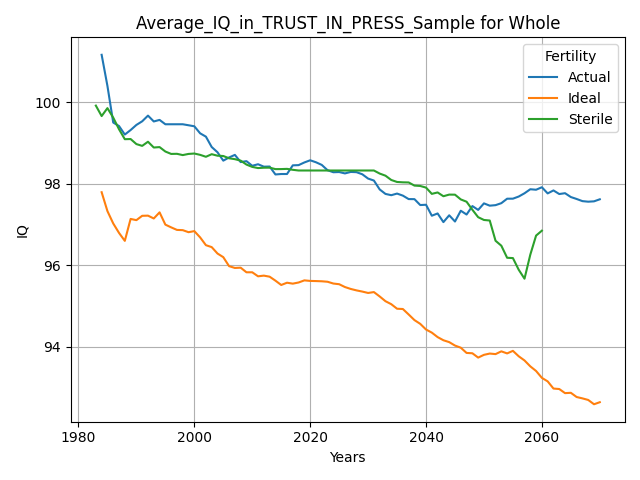 Average_IQ_in_TRUST_IN_PRESS_Sample for Whole
Fertility
Actual
Ideal
Sterile
100
98
96
94
IQ
1980
2000
2020
2040
2060
Years